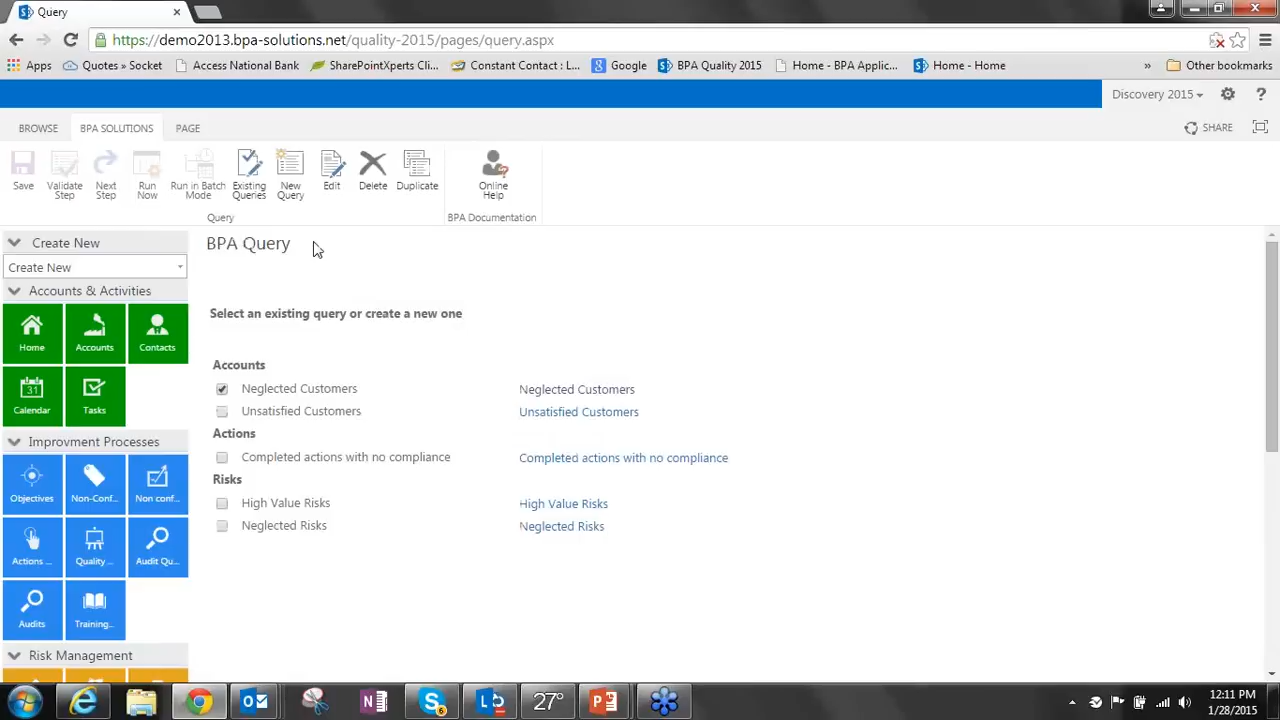 Query
https://demo2013.bpa-solutions.net/quality-2015/pages/query.aspx
Apps Quotes » Socket Access National Bank SharePointXperts Cli... Constant Contact : L... Google BPA Quality 2015 Home - BPA Applic... Home - Home » Other bookmarks
Discovery 2015
BROWSE BPA SOLUTIONS PAGE SHARE
Save Validate Step Next Step Run Now Run in Batch Mode Existing Queries New Query Edit Delete Duplicate Online Help
Query BPA Documentation
Create New
Create New
Accounts & Activities
Home Accounts Contacts
31
Calendar Tasks
Improvment Processes
Objectives Non-Conf... Non conf...
Actions ... Quality ... Audit Qu...
Audits Training...
Risk Management
BPA Query
Select an existing query or create a new one
Accounts
Neglected Customers Neglected Customers
Unsatisfied Customers Unsatisfied Customers
Actions
Completed actions with no compliance Completed actions with no compliance
Risks
High Value Risks High Value Risks
Neglected Risks Neglected Risks
6
27°
12:11 PM
1/28/2015